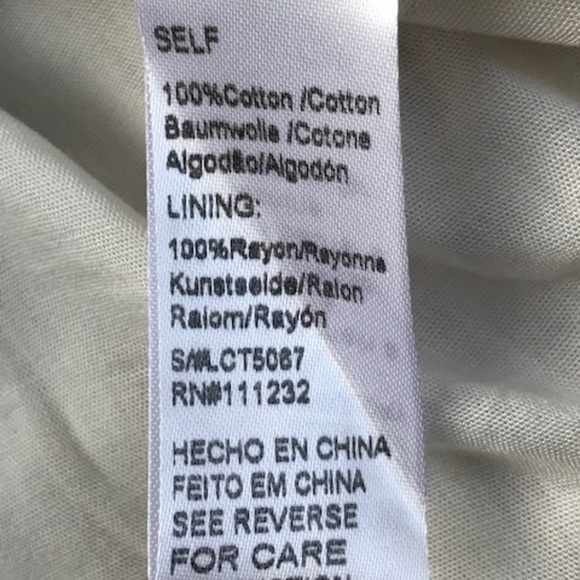 SELF
100%Cotton /Cotton
Baumwolle /Cotone
Algodão/Algodón
LINING:
100%Rayon/Rayonne
Kunstseide/Raion
Raiom/Rayón
S/#LCT5067
RN#111232
HECHO EN CHINA
FEITO EM CHINA
SEE REVERSE
FOR CARE